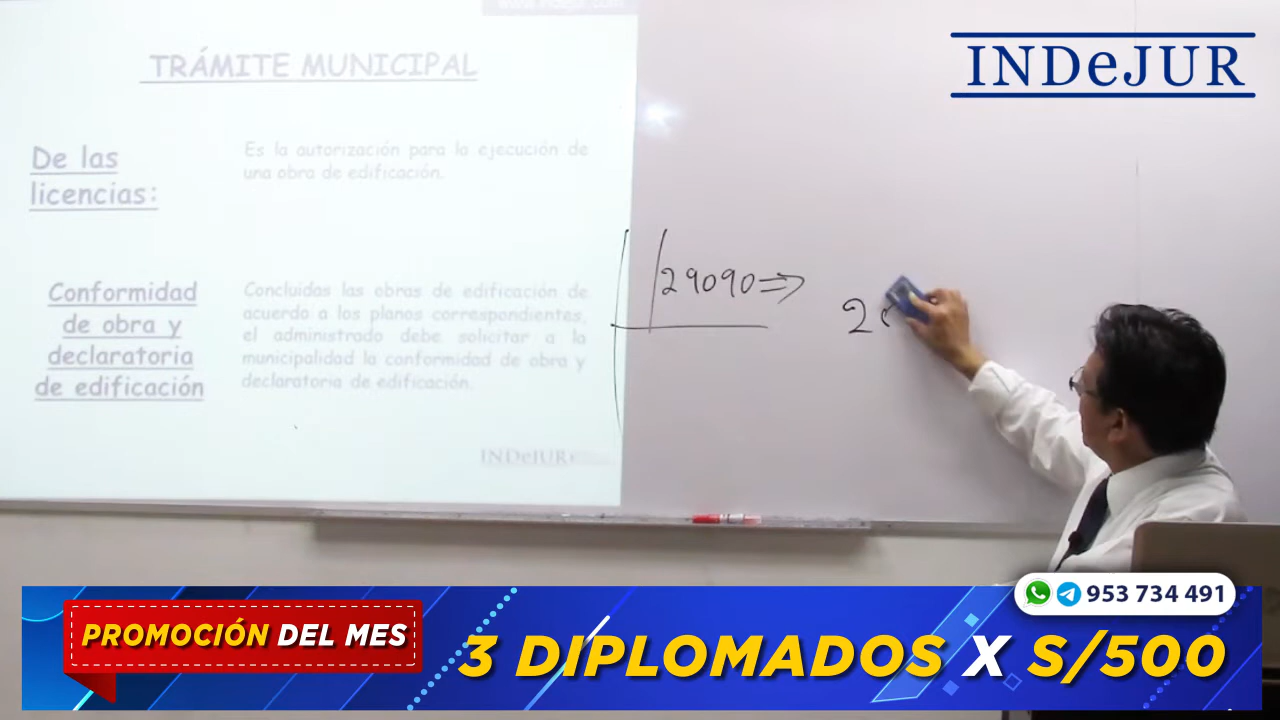 www.indejur.com
TRÁMITE MUNICIPAL
De las
licencias:
Es la autorización para la ejecución de
una obra de edificación.
Conformidad
de obra y
declaratoria
de edificación
Concluidas las obras de edificación de
acuerdo a los planos correspondientes,
el administrado debe solicitar a la
municipalidad la conformidad de obra y
declaratoria de edificación.
INDeJUR
29090 ⇒
2
INDeJUR
953 734 491
PROMOCIÓN DEL MES
3 DIPLOMADOS X S/500